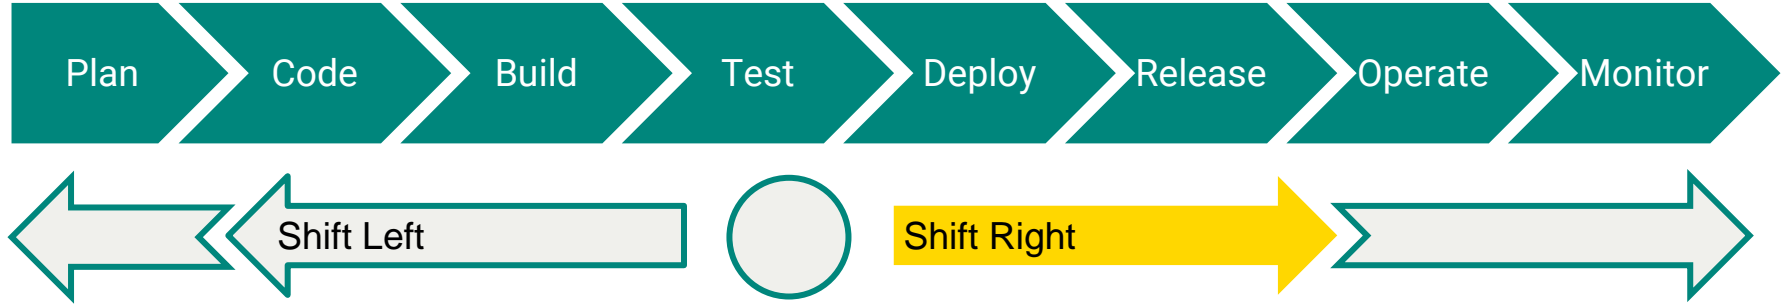 Plan Code Build Test Deploy Release Operate Monitor
Shift Left Shift Right